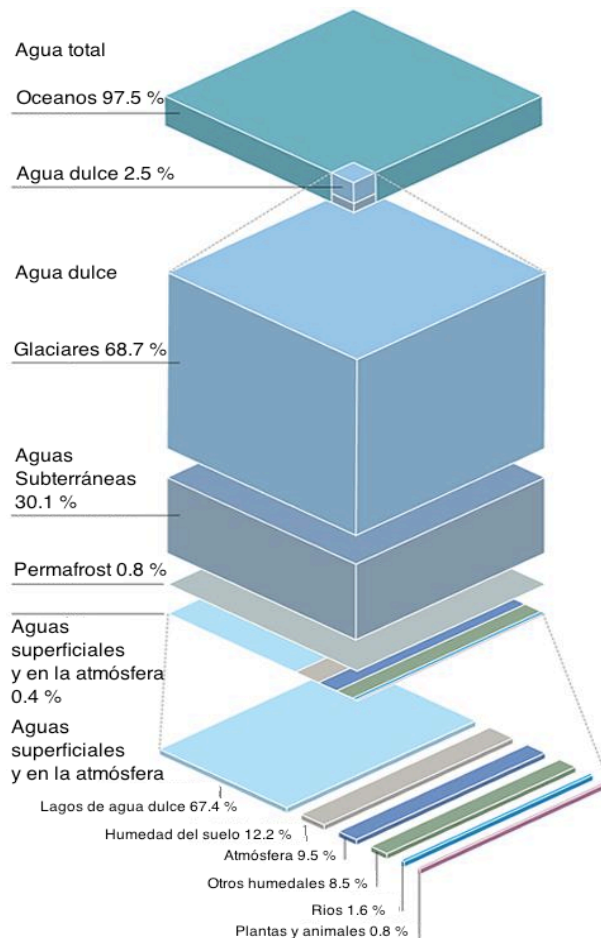 Agua total
Oceanos 97.5 %
Agua dulce 2.5 %
Agua dulce
Glaciares 68.7 %
Aguas
Subterráneas
30.1 %
Permafrost 0.8 %
Aguas
superficiales
y en la atmósfera
0.4 %
Aguas
superficiales
y en la atmósfera
Lagos de agua dulce 67.4 %
Humedad del suelo 12.2 %
Atmósfera 9.5 %
Otros humedales 8.5 %
Rios 1.6 %
Plantas y animales 0.8 %